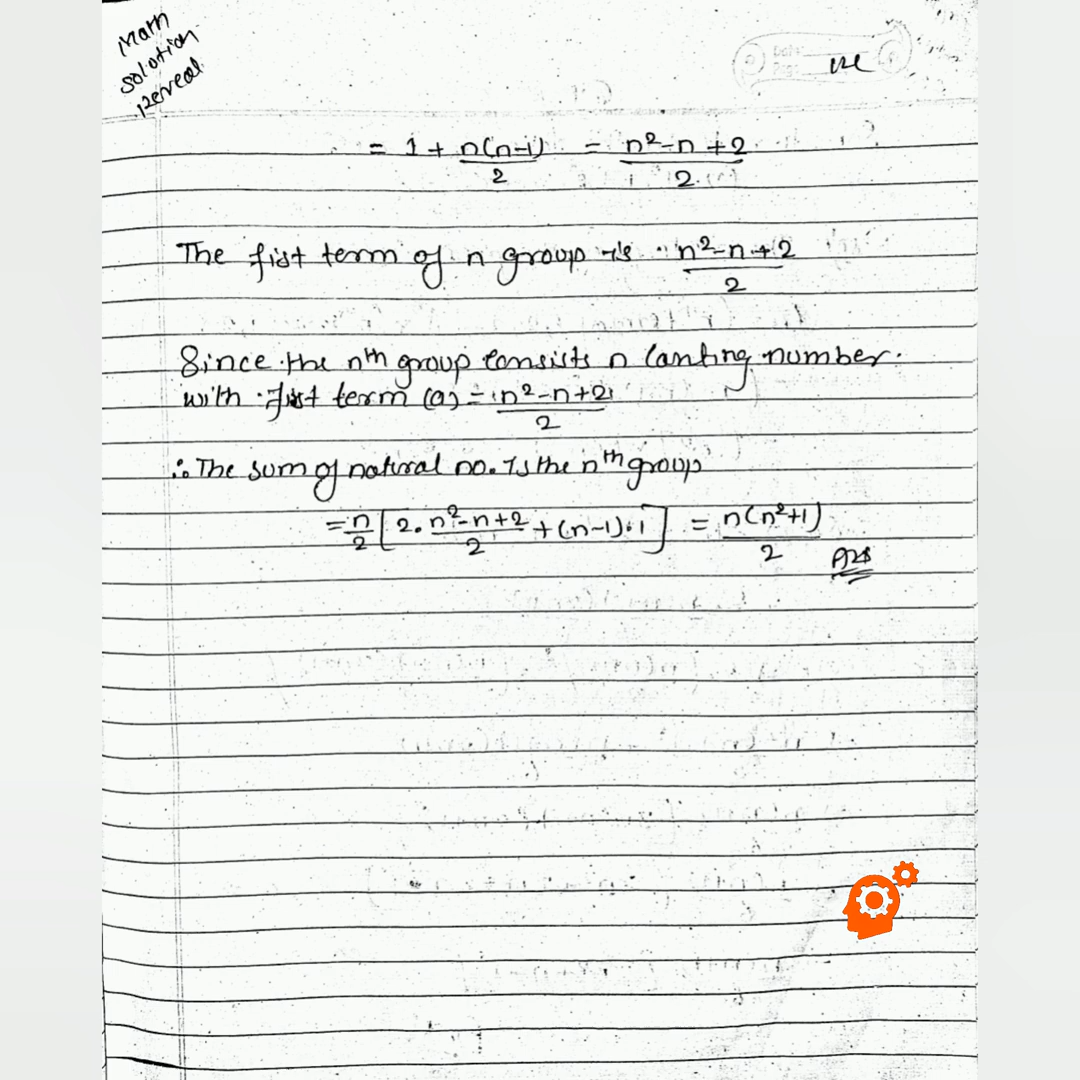 Math
solution
= 1 + n(n-1)/2 = n²-n+2/2
The fist term of n group is n²-n+2/2
Since the nth group consists n Conting number.
with fist term (a) = n²-n+2/2
∴ The sum of natural no. Is the nth group
= n/2 [2. n²-n+2/2 + (n-1).1] = n(n²+1)/2 Ans